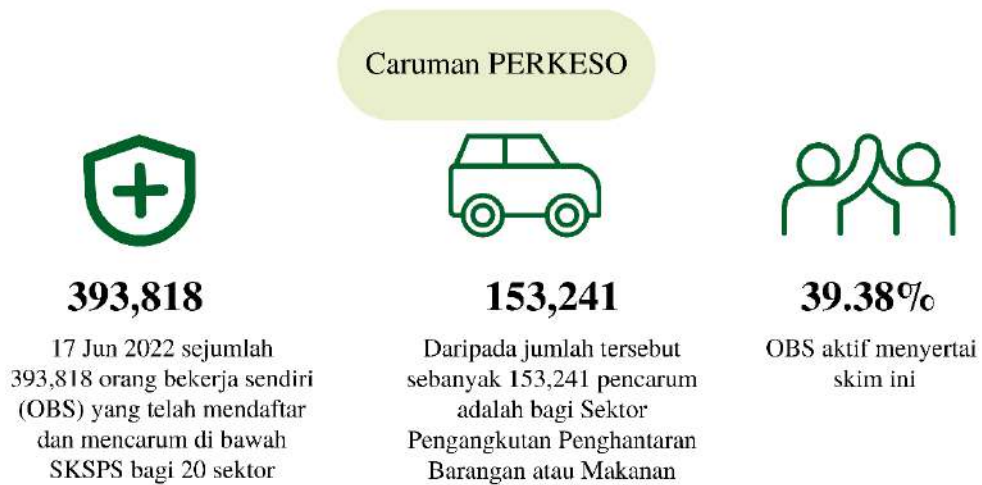 Caruman PERKESO
393,818
17 Jun 2022 sejumlah
393,818 orang bekerja sendiri
(OBS) yang telah mendaftar
dan mencarum di bawah
SKSPS bagi 20 sektor
153,241
Daripada jumlah tersebut
sebanyak 153,241 pencarum
adalah bagi Sektor
Pengangkutan Penghantaran
Barangan atau Makanan
39.38%
OBS aktif menyertai
skim ini